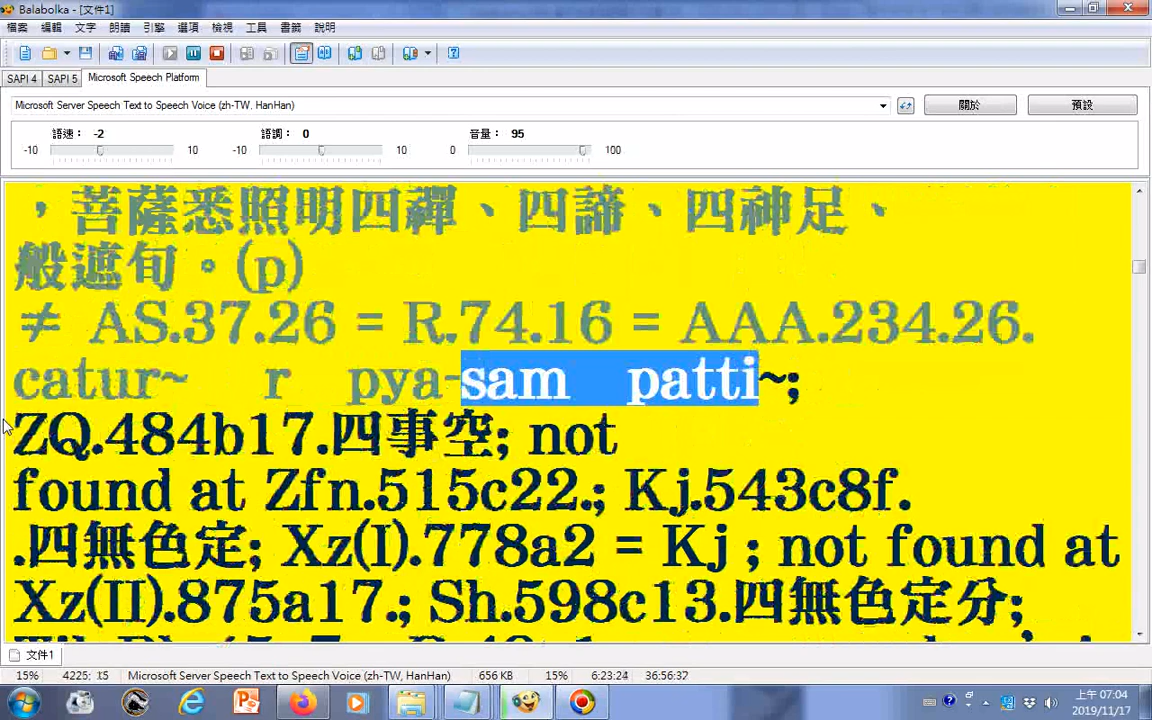 Balabolka - [文件1]
檔案 編輯 文字 朗讀 引擎 選項 檢視 工具 書籤 說明
SAPI 4 SAPI 5 Microsoft Speech Platform
Microsoft Server Speech Text to Speech Voice (zh-TW, HanHan) 關於 預設
語速： -2 語調： 0 音量： 95
-10 10 -10 10 0 100
，菩薩悉照明四禪、四諦、四神足、
般遮旬。(p)
≠ AS.37.26 = R.74.16 = AAA.234.26.
catur~ r pya-sam patti~;
ZQ.484b17.四事空; not
found at Zfn.515c22.; Kj.543c8f.
.四無色定; Xz(I).778a2 = Kj ; not found at
Xz(II).875a17.; Sh.598c13.四無色定分;
文件1
15% 4225: 15 Microsoft Server Speech Text to Speech Voice (zh-TW, HanHan) 656 KB 15% 6:23:24 36:56:37
上午 07:04
2019/11/17